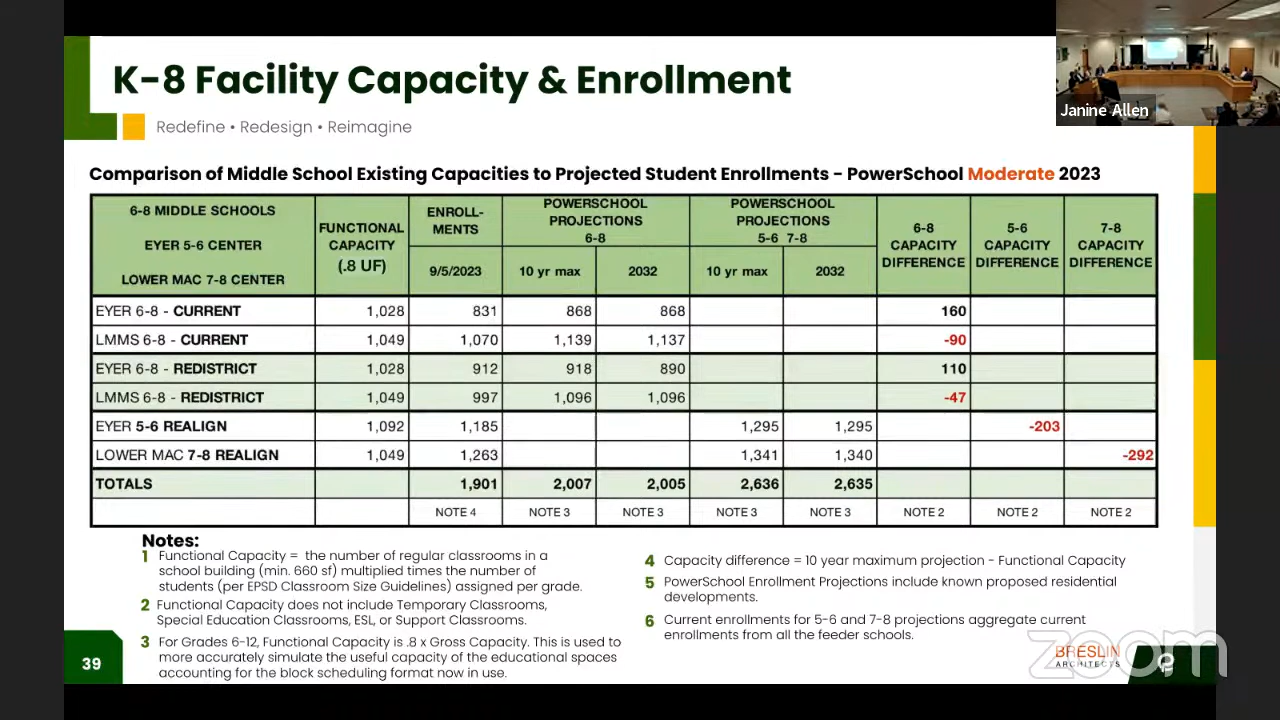 K-8 Facility Capacity & Enrollment
Redefine • Redesign • Reimagine
Janine Allen
Comparison of Middle School Existing Capacities to Projected Student Enrollments - PowerSchool Moderate 2023
6-8 MIDDLE SCHOOLS
EYER 5-6 CENTER
LOWER MAC 7-8 CENTER
FUNCTIONAL CAPACITY (.8 UF)
ENROLL-MENTS
POWERSCHOOL PROJECTIONS 6-8
POWERSCHOOL PROJECTIONS 5-6 7-8
6-8 CAPACITY DIFFERENCE
5-6 CAPACITY DIFFERENCE
7-8 CAPACITY DIFFERENCE
9/5/2023 10 yr max 2032 10 yr max 2032
EYER 6-8 - CURRENT 1,028 831 868 868 160
LMMS 6-8 - CURRENT 1,049 1,070 1,139 1,137 -90
EYER 6-8 - REDISTRICT 1,028 912 918 890 110
LMMS 6-8 - REDISTRICT 1,049 997 1,096 1,096 -47
EYER 5-6 REALIGN 1,092 1,185 1,295 1,295 -203
LOWER MAC 7-8 REALIGN 1,049 1,263 1,341 1,340 -292
TOTALS 1,901 2,007 2,005 2,636 2,635
NOTE 4 NOTE 3 NOTE 3 NOTE 3 NOTE 3 NOTE 2 NOTE 2 NOTE 2
Notes:
1 Functional Capacity = the number of regular classrooms in a
school building (min. 660 sf) multiplied times the number of
students (per EPSD Classroom Size Guidelines) assigned per grade.
2 Functional Capacity does not include Temporary Classrooms,
Special Education Classrooms, ESL, or Support Classrooms.
3 For Grades 6-12, Functional Capacity is .8 x Gross Capacity. This is used to
more accurately simulate the useful capacity of the educational spaces
accounting for the block scheduling format now in use.
4 Capacity difference = 10 year maximum projection - Functional Capacity
5 PowerSchool Enrollment Projections include known proposed residential
developments.
6 Current enrollments for 5-6 and 7-8 projections aggregate current
enrollments from all the feeder schools.
39
BRESLIN
ARCHITECTS
zoom